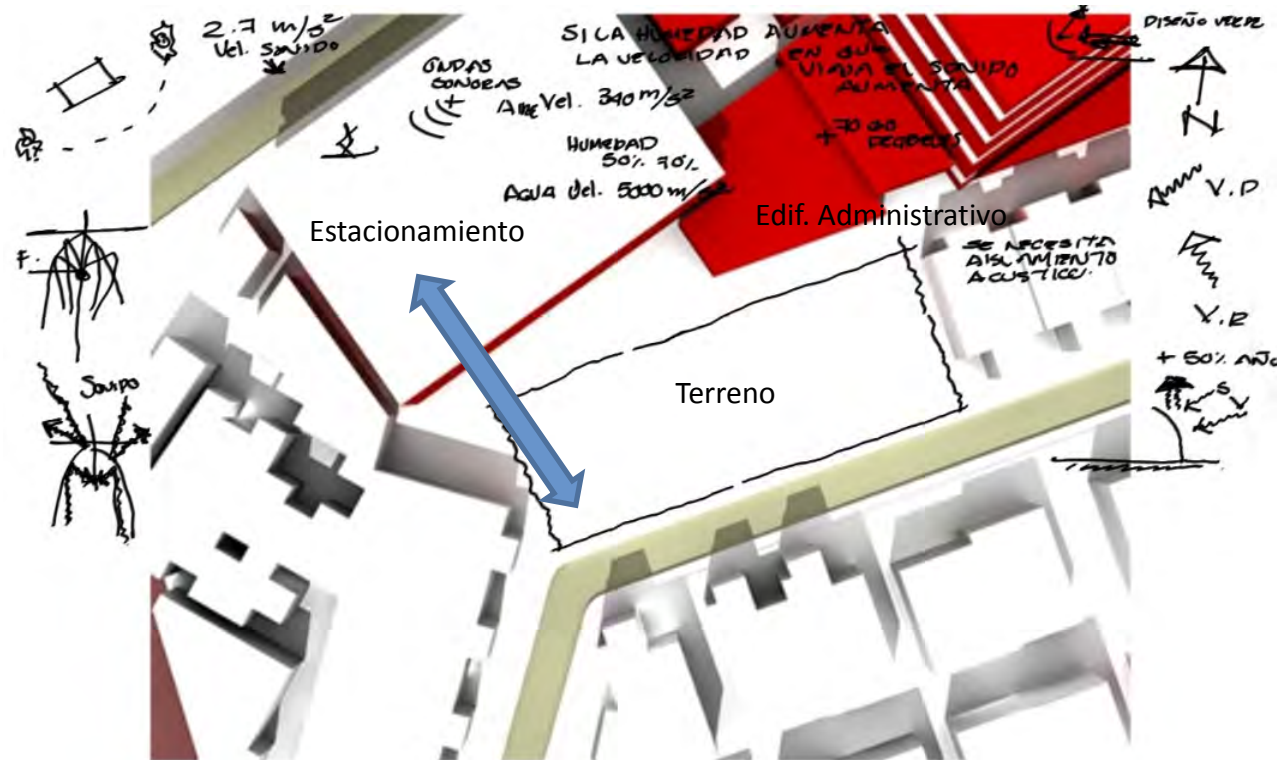 2.7 m/s²
Vel. SONIDO
ONDAS
SONORAS
SI LA HUMEDAD AUMENTA
LA VELOCIDAD EN QUE
VIAJA EL SONIDO
AUMENTA
Vel. 340 m/s²
HUMEDAD
50% 70%
AGUA Vel. 5000 m/s²
+ 70
DISEÑO
N
V.D
V.R
+ 50% AÑO
S
V
F.
SONIDO
Estacionamiento
Edif. Administrativo
SE NECESITA
AISLAMIENTO
ACUSTICO.
Terreno